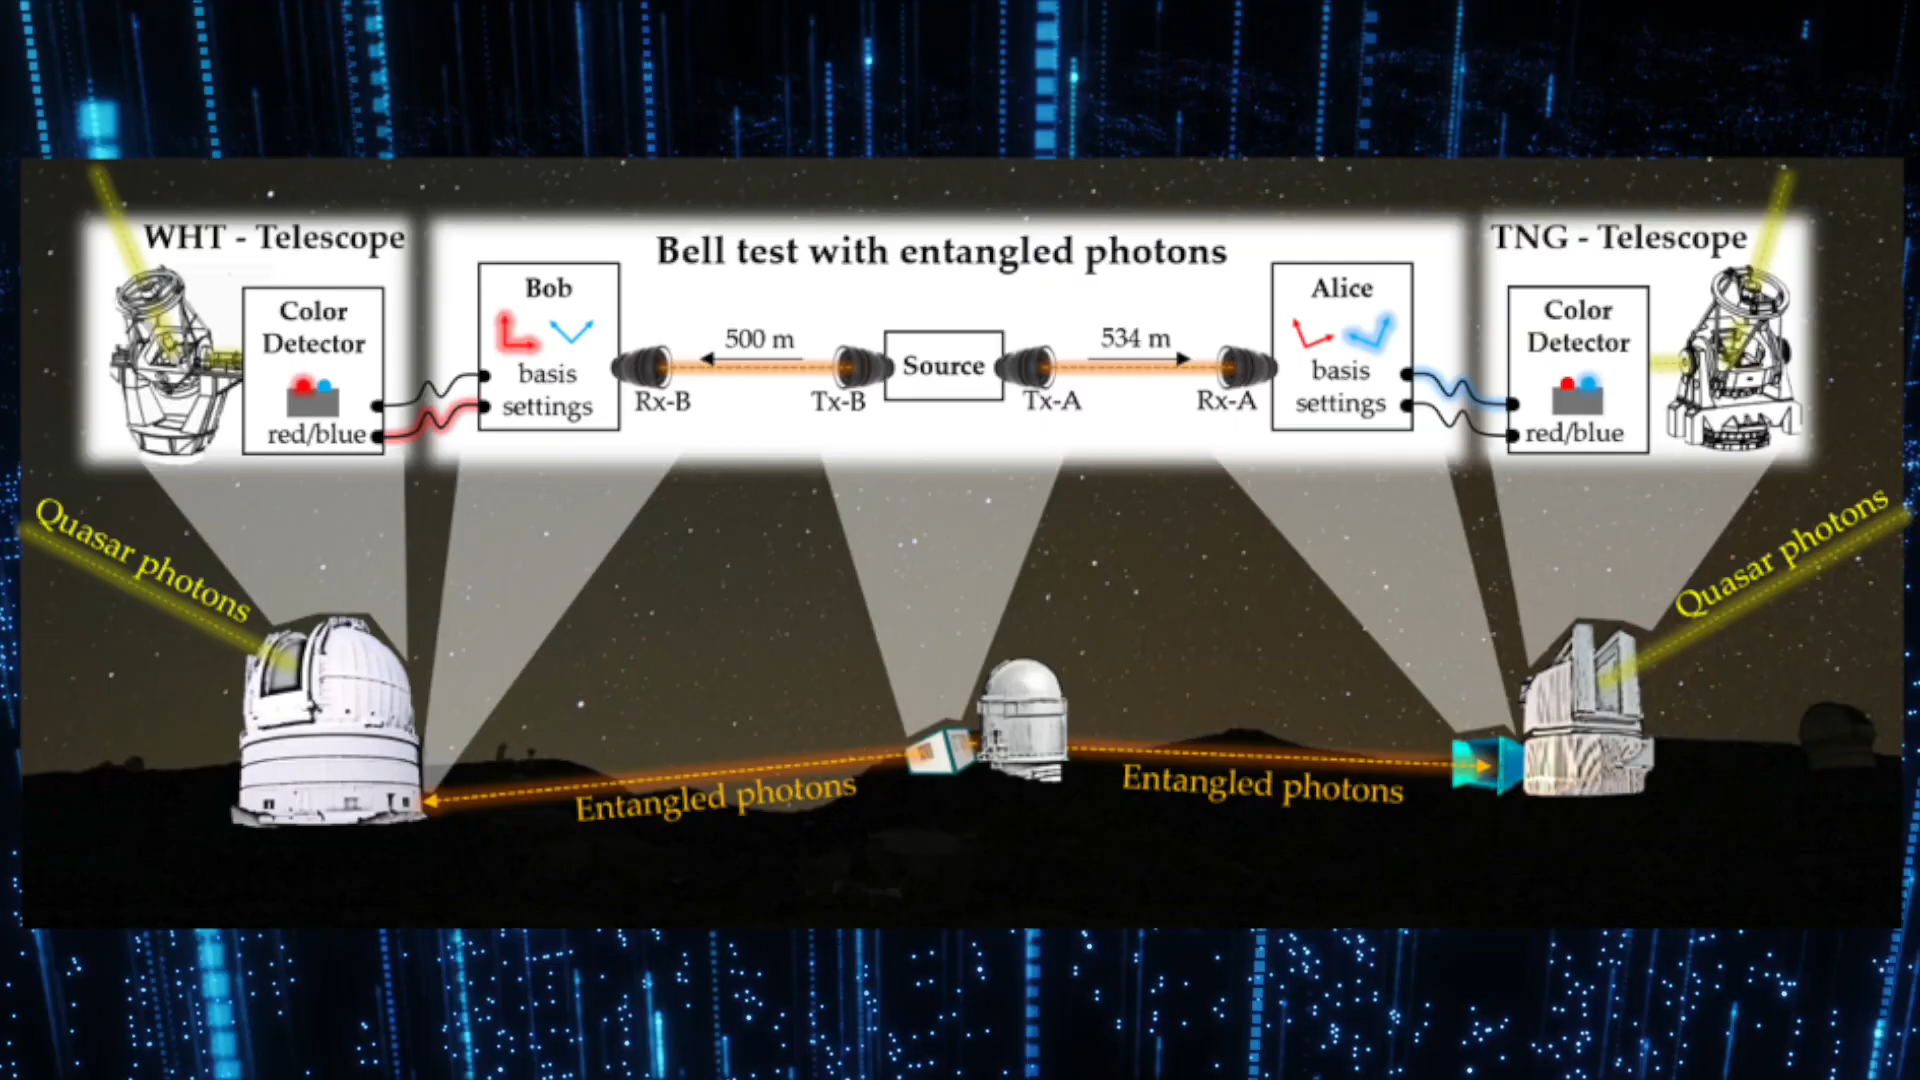 WHT - Telescope
Color
Detector
red/blue
Bell test with entangled photons
Bob
basis
settings
Rx-B
500 m
Tx-B
Source
Tx-A
534 m
Rx-A
Alice
basis
settings
TNG - Telescope
Color
Detector
red/blue
Quasar photons
Quasar photons
Entangled photons
Entangled photons